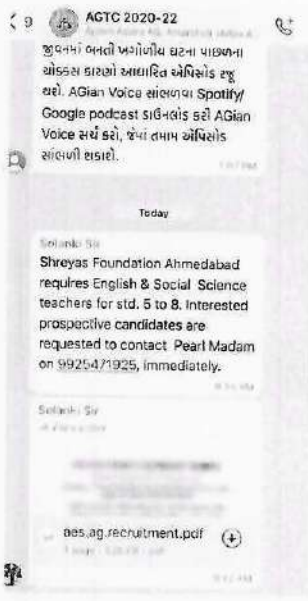 9
AGTC 2020-22
જીવનમાં બનતી ખગોળીય ઘટના પાછળના
ચોક્કસ કારણો આધારિત એપિસોડ રજૂ
થશે. AGian Voice સાંભળવા Spotify/
Google podcast ડાઉનલોડ કરી AGian
Voice સર્ચ કરો, જેમાં તમામ એપિસોડ
સાંભળી શકાશે.
Today
Solanki Sir
Shreyas Foundation Ahmedabad
requires English & Social Science
teachers for std. 5 to 8. Interested
prospective candidates are
requested to contact Pearl Madam
on 9925471925, immediately.
Solanki Sir
aes.ag.recruitment.pdf